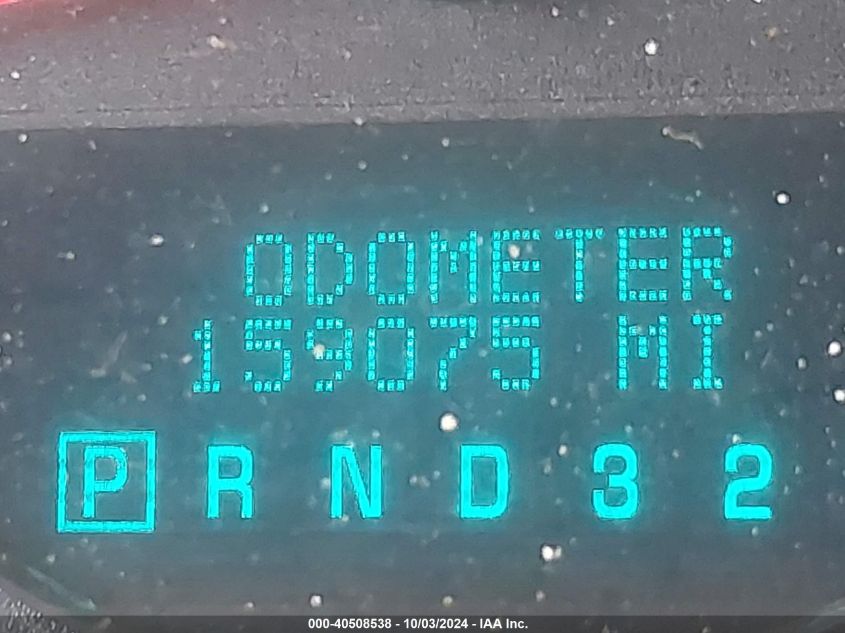 ODOMETER
159075 MI
P R N D 3 2
000-40508538 - 10/03/2024 - IAA Inc.